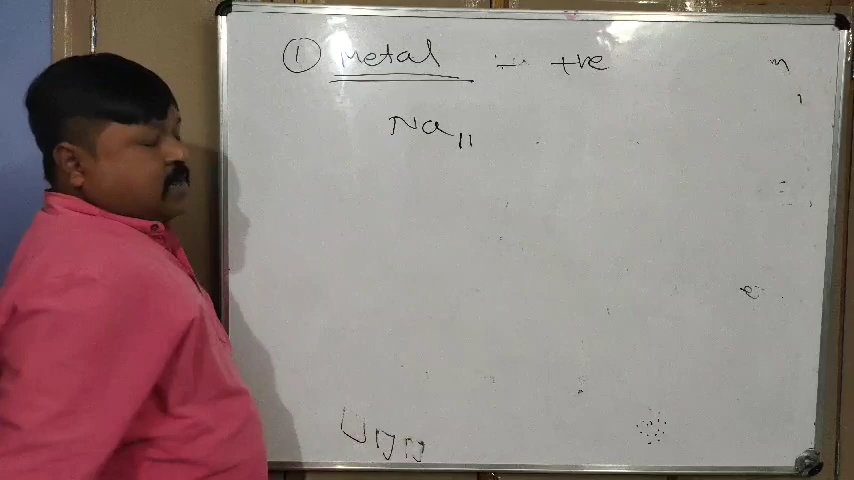 ① Metal :- +ve
Na₁₁